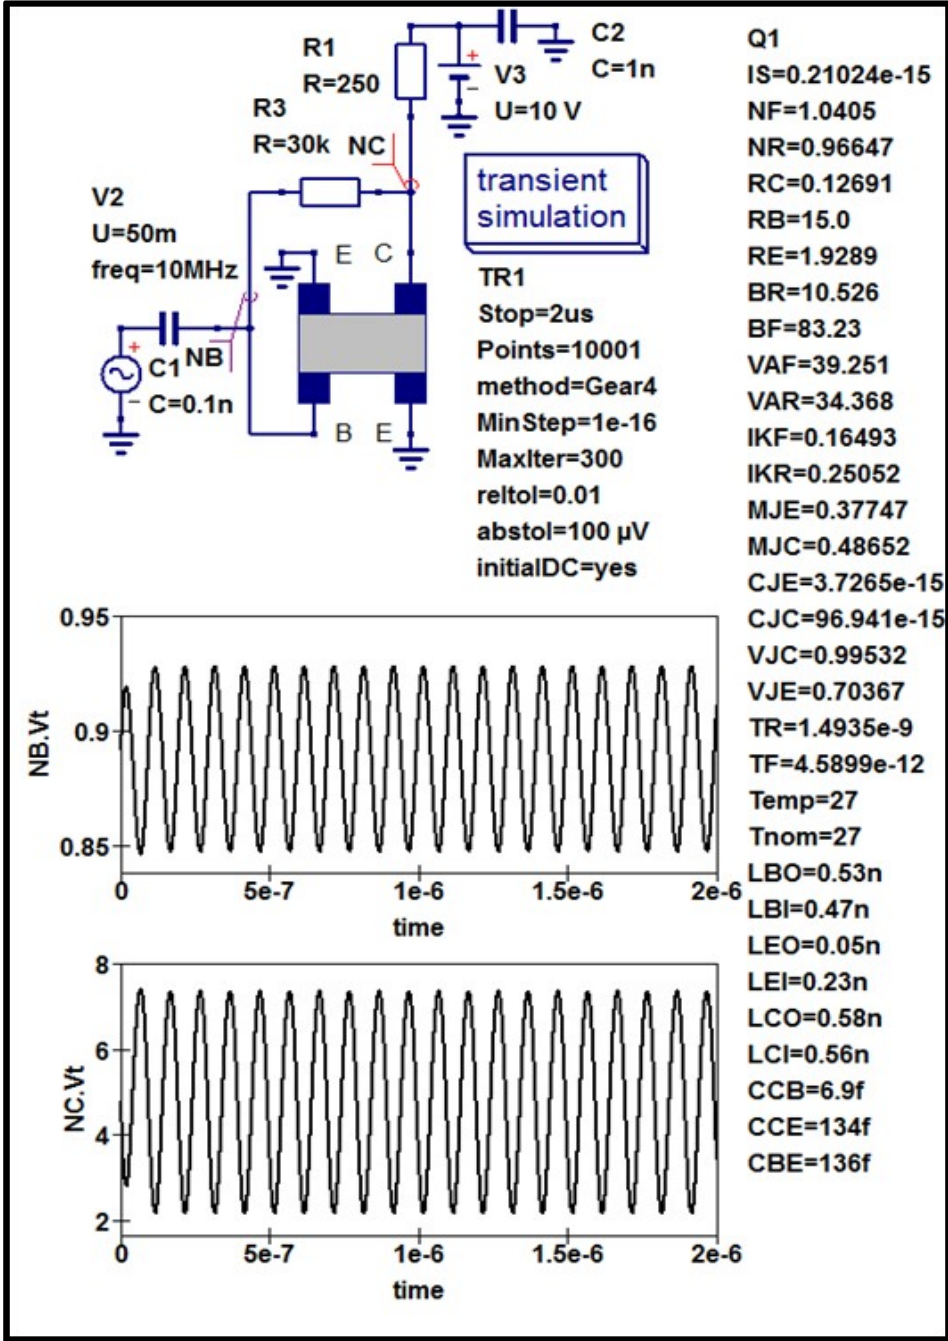 R1
R=250
C2
C=1n
V3
U=10 V
R3
R=30k
NC
V2
U=50m
freq=10MHz
transient
simulation
E C
C1
C=0.1n
NB
B E
TR1
Stop=2us
Points=10001
method=Gear4
MinStep=1e-16
MaxIter=300
reltol=0.01
abstol=100 µV
initialDC=yes
Q1
IS=0.21024e-15
NF=1.0405
NR=0.96647
RC=0.12691
RB=15.0
RE=1.9289
BR=10.526
BF=83.23
VAF=39.251
VAR=34.368
IKF=0.16493
IKR=0.25052
MJE=0.37747
MJC=0.48652
CJE=3.7265e-15
CJC=96.941e-15
VJC=0.99532
VJE=0.70367
TR=1.4935e-9
TF=4.5899e-12
Temp=27
Tnom=27
LBO=0.53n
LBI=0.47n
LEO=0.05n
LEI=0.23n
LCO=0.58n
LCI=0.56n
CCB=6.9f
CCE=134f
CBE=136f
0.95
0.9
0.85
NB.Vt
0 5e-7 1e-6 1.5e-6 2e-6
time
8
6
4
2
NC.Vt
0 5e-7 1e-6 1.5e-6 2e-6
time